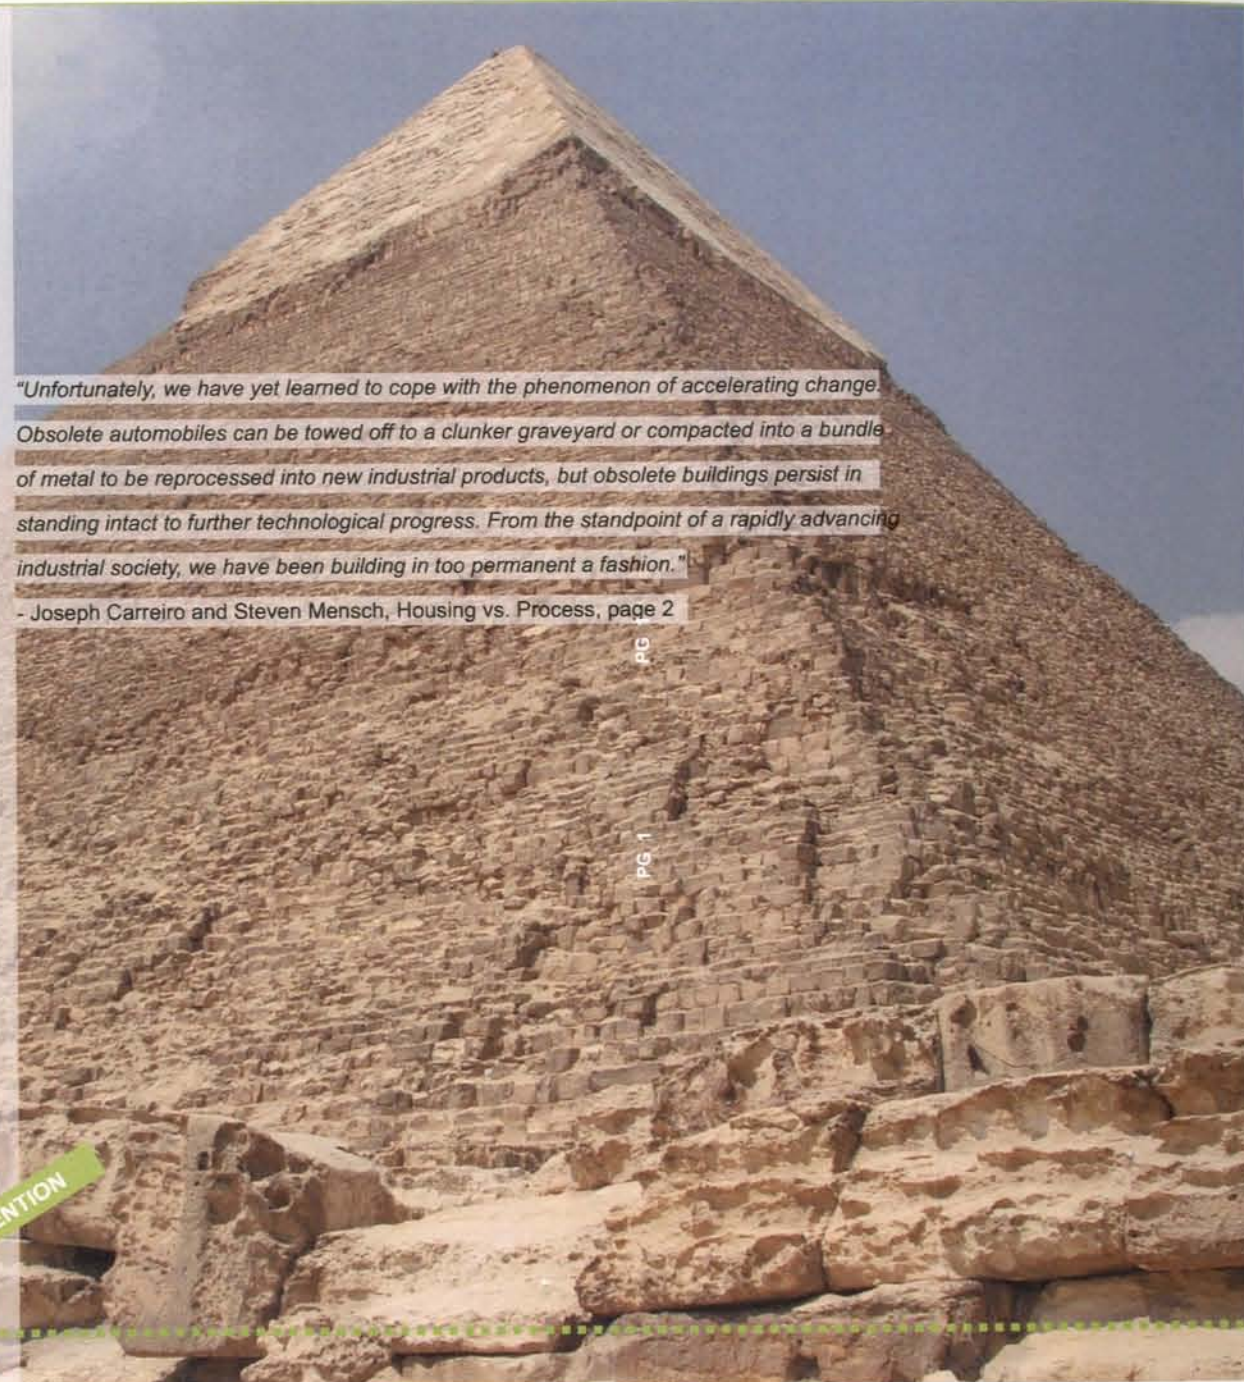 “Unfortunately, we have yet learned to cope with the phenomenon of accelerating change.
Obsolete automobiles can be towed off to a clunker graveyard or compacted into a bundle
of metal to be reprocessed into new industrial products, but obsolete buildings persist in
standing intact to further technological progress. From the standpoint of a rapidly advancing
industrial society, we have been building in too permanent a fashion.”
- Joseph Carreiro and Steven Mensch, Housing vs. Process, page 2
PG 1
PG 1
ENTION